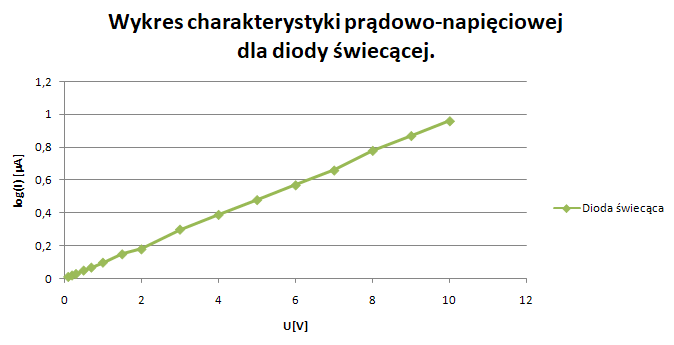 Wykres charakterystyki prądowo-napięciowej
dla diody świecącej.
1,2
1
0,8
0,6
0,4
0,2
0
log(I) [µA]
0 2 4 6 8 10 12
U[V]
Dioda świecąca